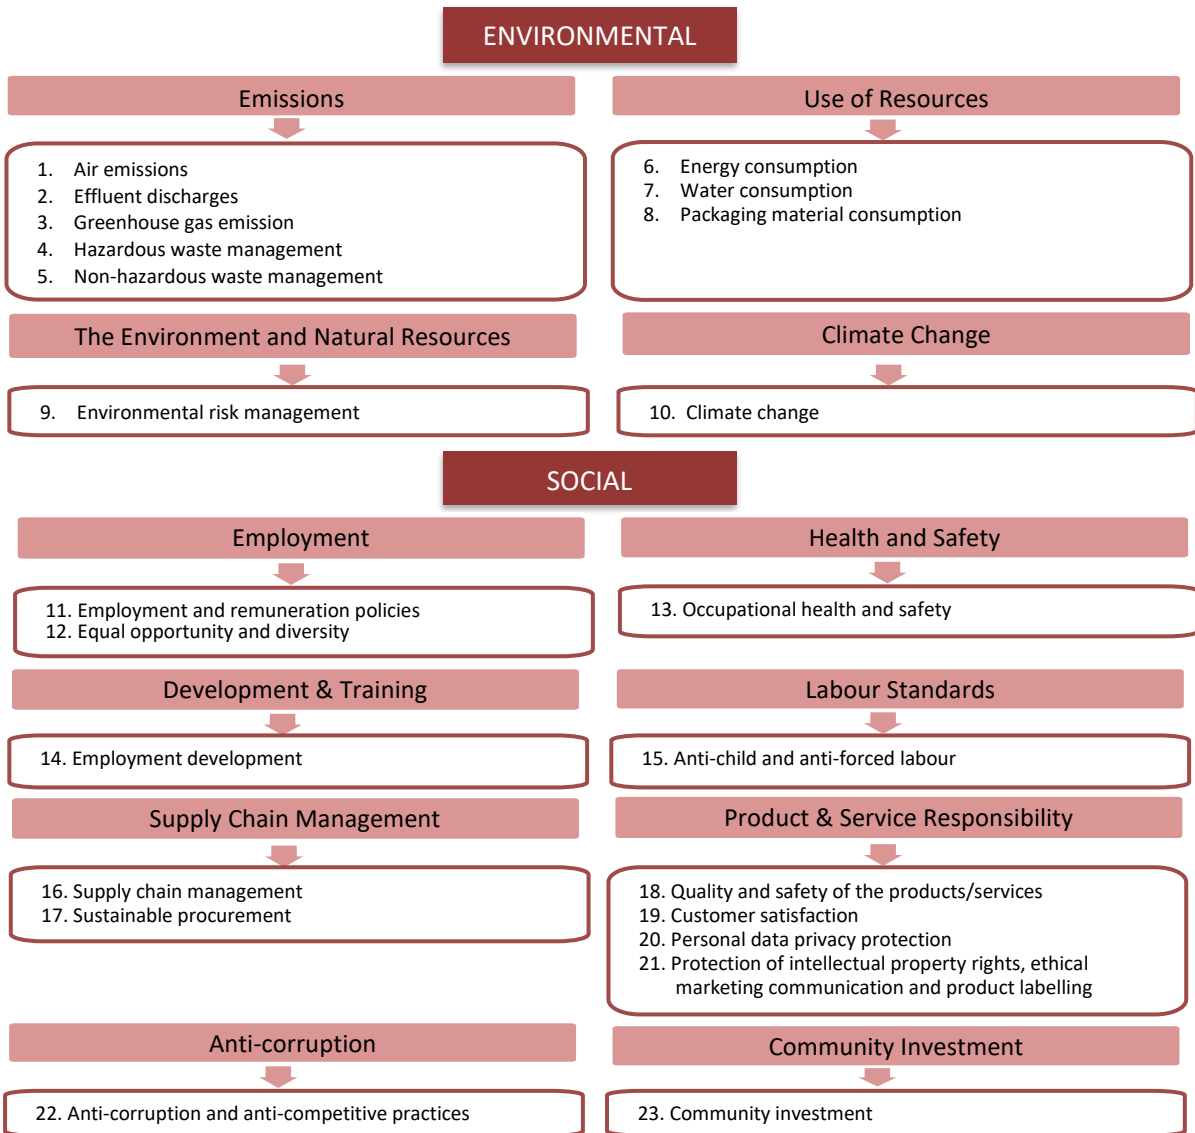 ENVIRONMENTAL
Emissions
1. Air emissions
2. Effluent discharges
3. Greenhouse gas emission
4. Hazardous waste management
5. Non-hazardous waste management
Use of Resources
6. Energy consumption
7. Water consumption
8. Packaging material consumption
The Environment and Natural Resources
9. Environmental risk management
Climate Change
10. Climate change
SOCIAL
Employment
11. Employment and remuneration policies
12. Equal opportunity and diversity
Health and Safety
13. Occupational health and safety
Development & Training
14. Employment development
Labour Standards
15. Anti-child and anti-forced labour
Supply Chain Management
16. Supply chain management
17. Sustainable procurement
Product & Service Responsibility
18. Quality and safety of the products/services
19. Customer satisfaction
20. Personal data privacy protection
21. Protection of intellectual property rights, ethical
marketing communication and product labelling
Anti-corruption
22. Anti-corruption and anti-competitive practices
Community Investment
23. Community investment